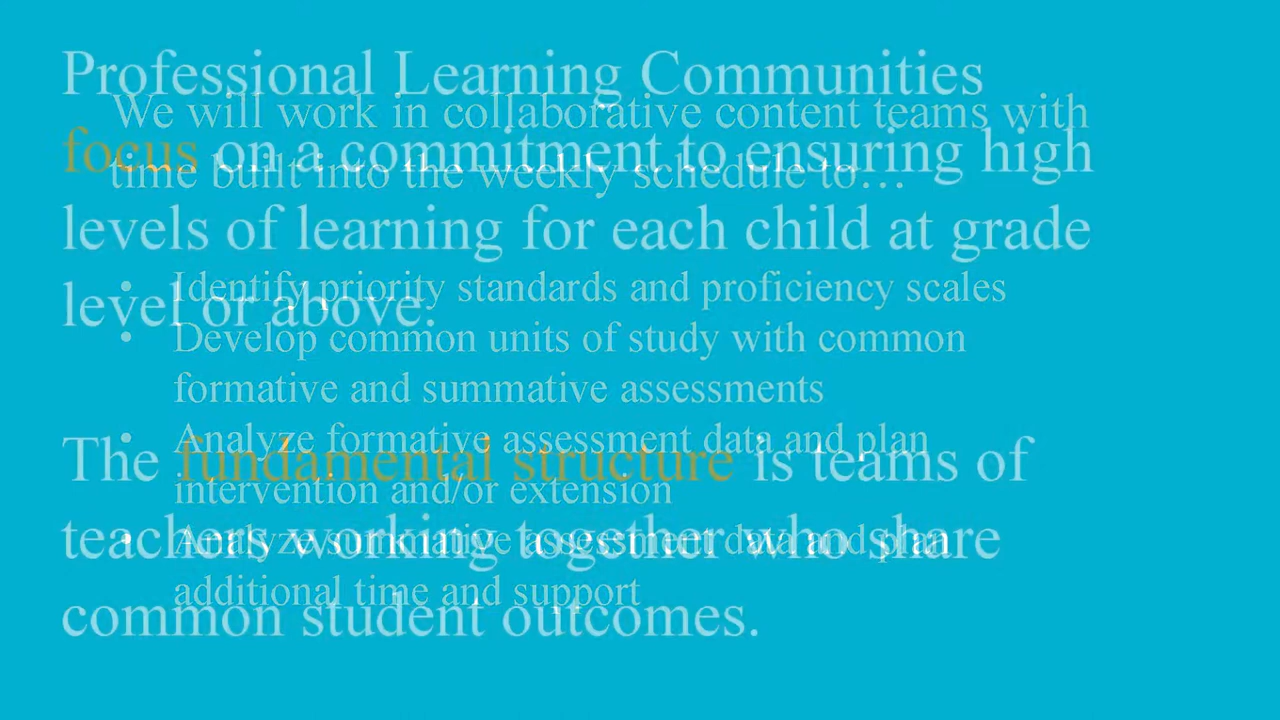 Professional Learning Communities
focus on a commitment to ensuring high
levels of learning for each child at grade
level or above.
The fundamental structure is teams of
teachers working together who share
common student outcomes.
We will work in collaborative content teams with
time built into the weekly schedule to…
• Identify priority standards and proficiency scales
• Develop common units of study with common
formative and summative assessments
• Analyze formative assessment data and plan
intervention and/or extension
• Analyze summative assessment data and plan
additional time and support